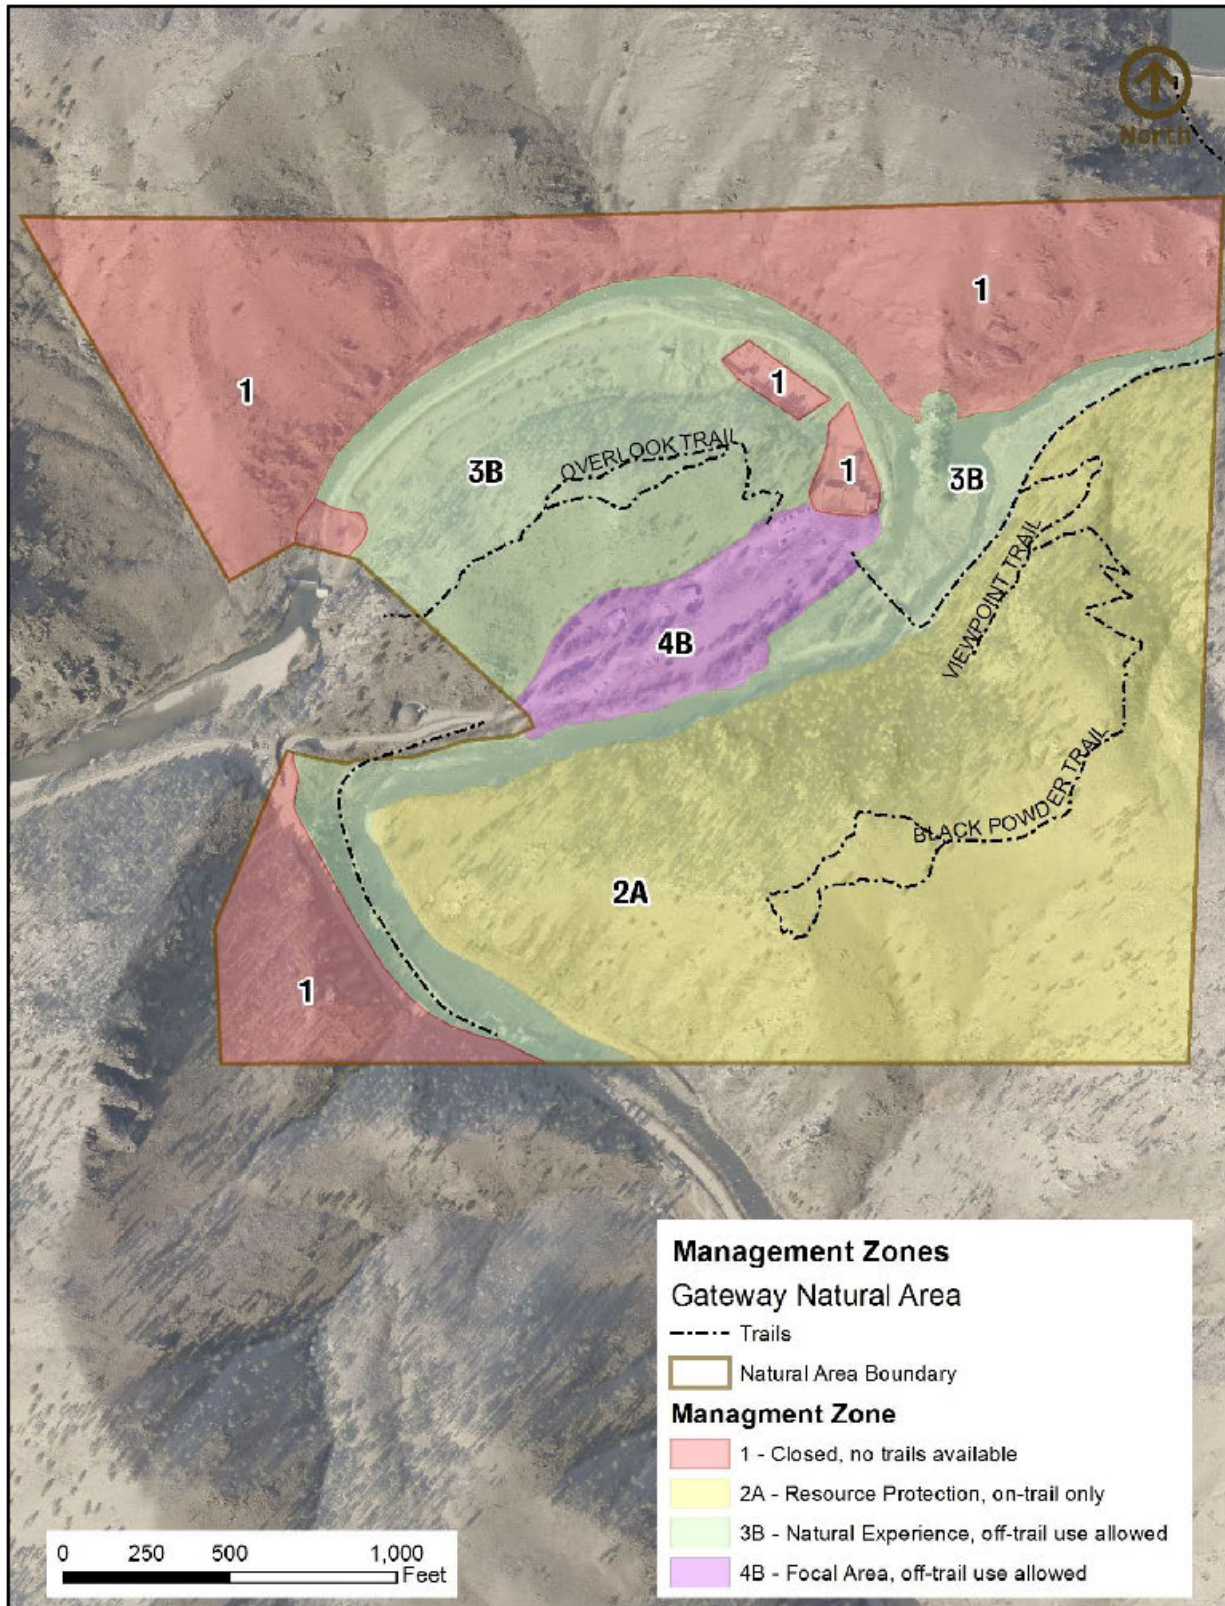 North
1
1
1
OVERLOOK TRAIL
3B
1
3B
VIEWPOINT TRAIL
4B
BLACK POWDER TRAIL
2A
1
Management Zones
Gateway Natural Area
Trails
Natural Area Boundary
Managment Zone
1 - Closed, no trails available
2A - Resource Protection, on-trail only
3B - Natural Experience, off-trail use allowed
4B - Focal Area, off-trail use allowed
0 250 500 1,000
Feet